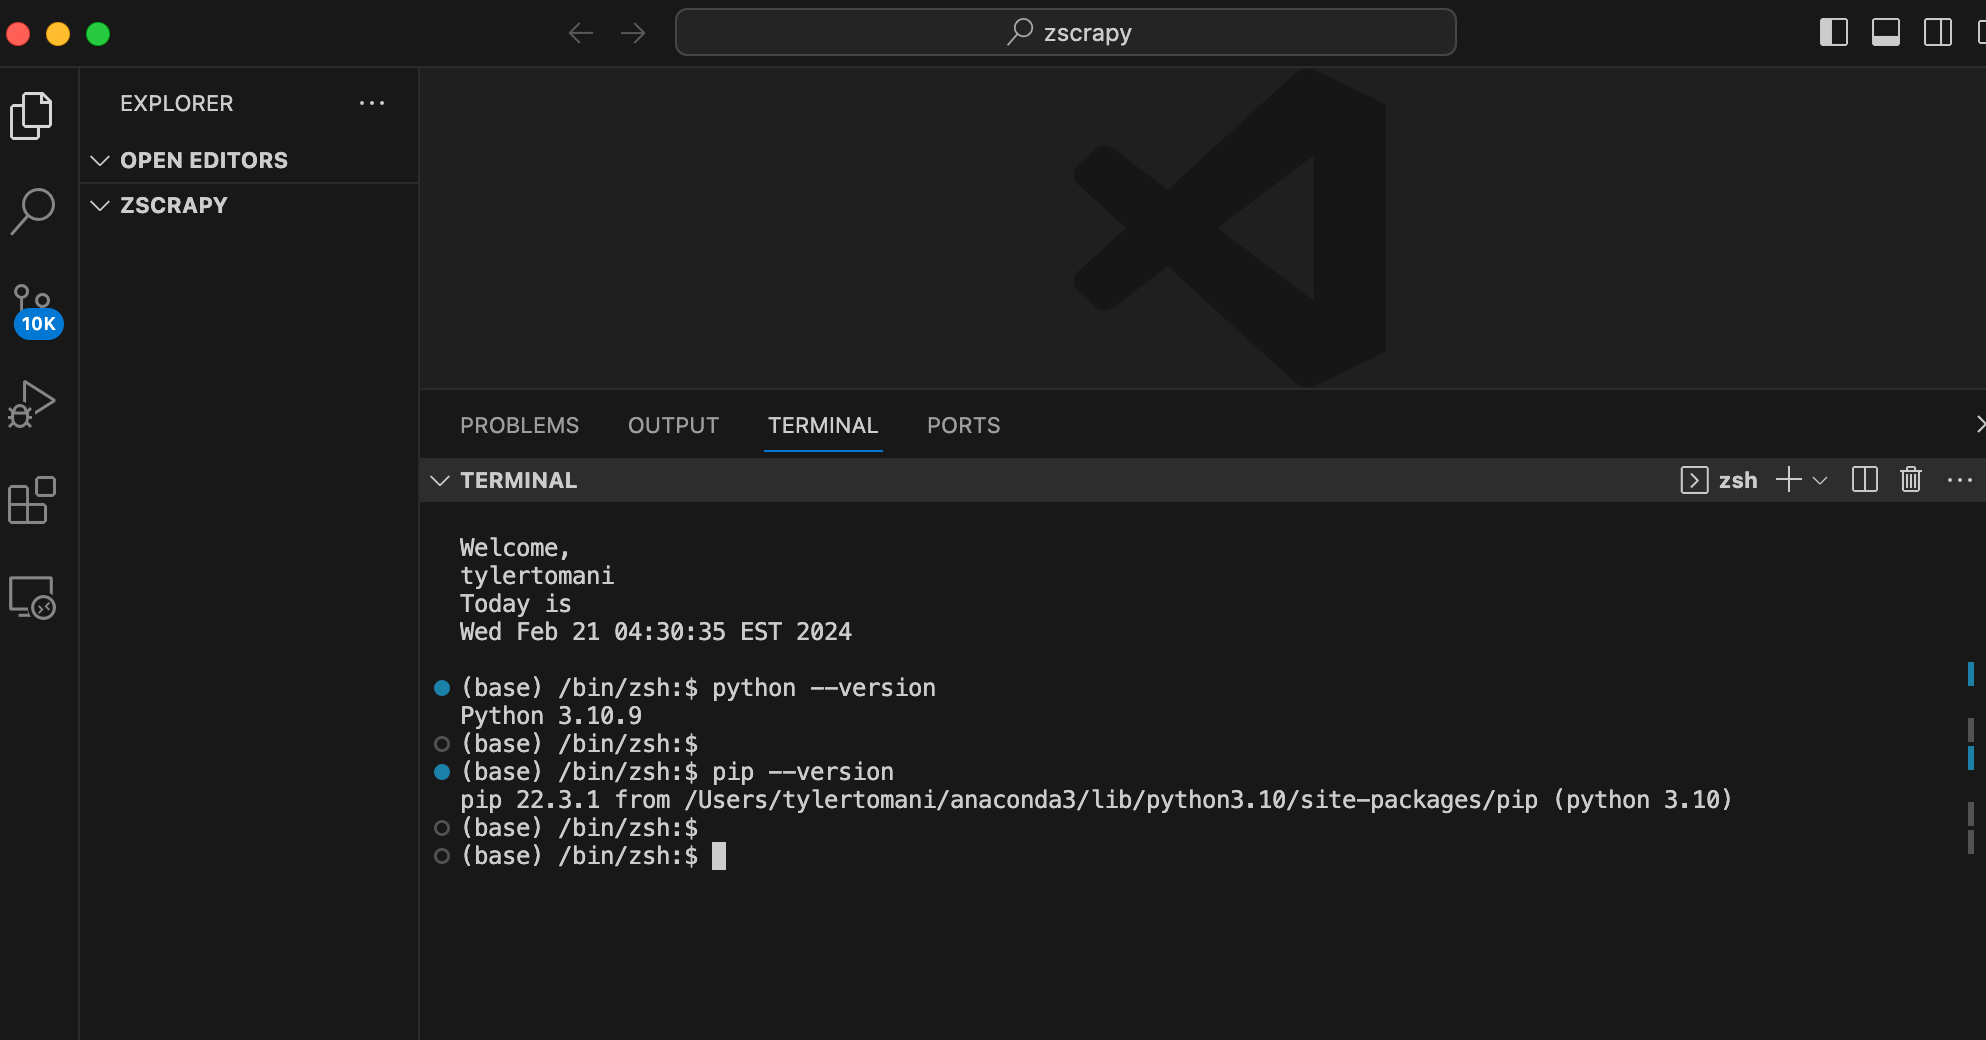 zscrapy
EXPLORER
OPEN EDITORS
ZSCRAPY
10K
PROBLEMS OUTPUT TERMINAL PORTS
TERMINAL
zsh
Welcome,
tylertomani
Today is
Wed Feb 21 04:30:35 EST 2024
(base) /bin/zsh:$ python --version
Python 3.10.9
(base) /bin/zsh:$
(base) /bin/zsh:$ pip --version
pip 22.3.1 from /Users/tylertomani/anaconda3/lib/python3.10/site-packages/pip (python 3.10)
(base) /bin/zsh:$
(base) /bin/zsh:$